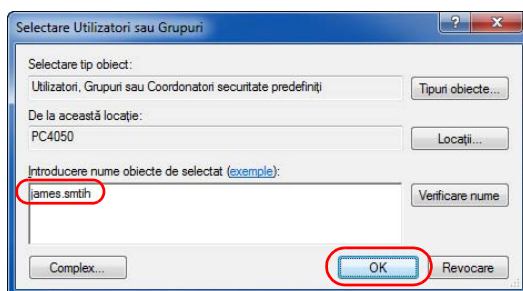 Selectare Utilizatori sau Grupuri
Selectare tip obiect:
Utilizatori, Grupuri sau Coordonatori securitate predefiniți
Tipuri obiecte...
De la această locație:
PC4050
Locații...
Introducere nume obiecte de selectat (exemple):
james.smtih
Verificare nume
Complex...
OK
Revocare